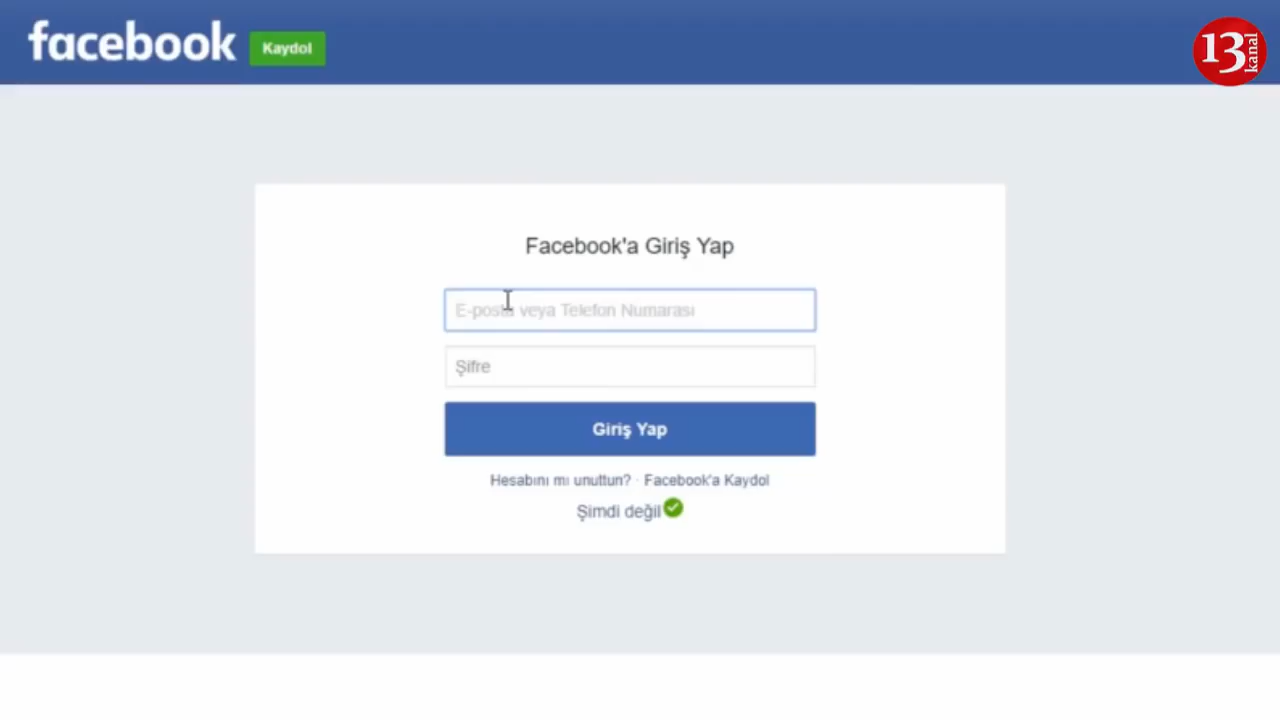 facebook
Kaydol
13 kanal
Facebook'a Giriş Yap
E-posta veya Telefon Numarası
Şifre
Giriş Yap
Hesabını mı unuttun? · Facebook'a Kaydol
Şimdi değil